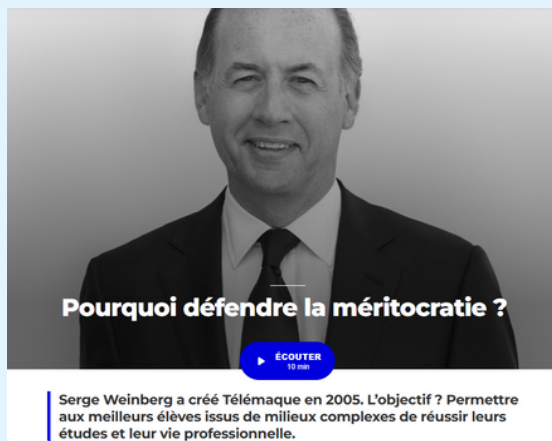 Pourquoi défendre la méritocratie ?
ÉCOUTER
10 min
Serge Weinberg a créé Télémaque en 2005. L'objectif ? Permettre
aux meilleurs élèves issus de milieux complexes de réussir leurs
études et leur vie professionnelle.